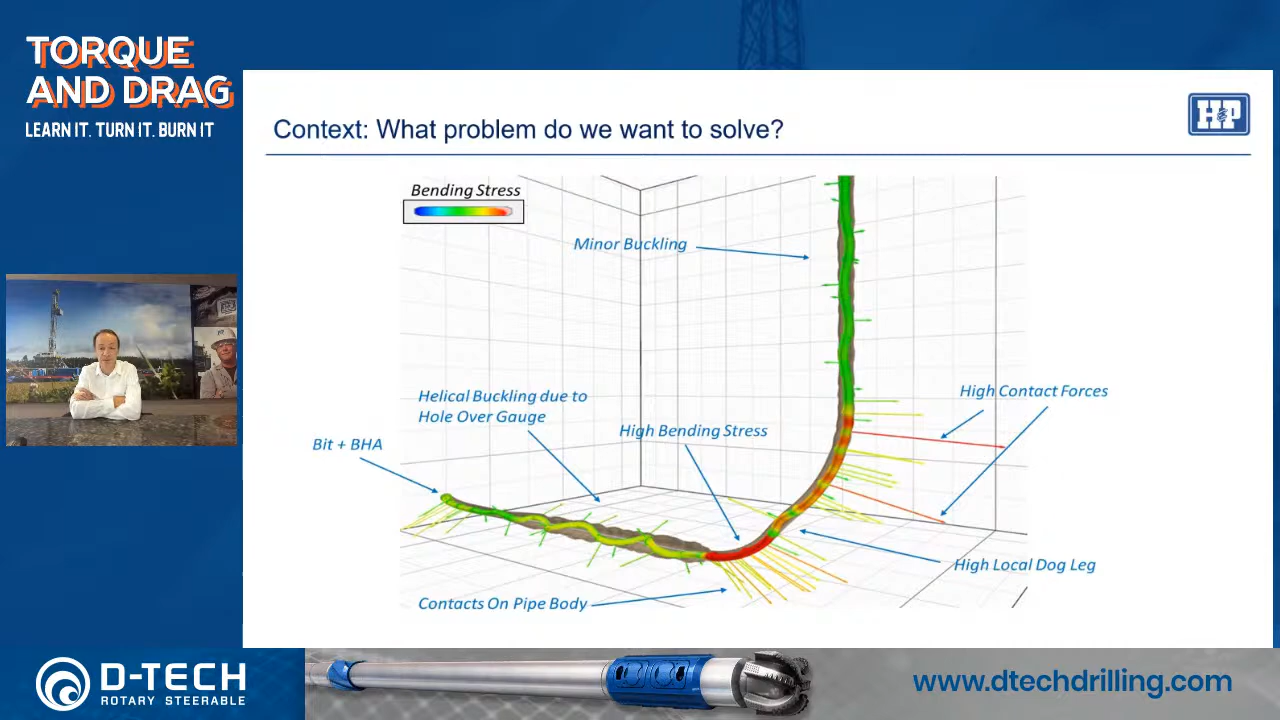 TORQUE
AND DRAG
LEARN IT. TURN IT. BURN IT
Context: What problem do we want to solve?
H&P
Bending Stress
Minor Buckling
Helical Buckling due to
Hole Over Gauge
High Contact Forces
High Bending Stress
Bit + BHA
High Local Dog Leg
Contacts On Pipe Body
D-TECH
ROTARY STEERABLE
www.dtechdrilling.com